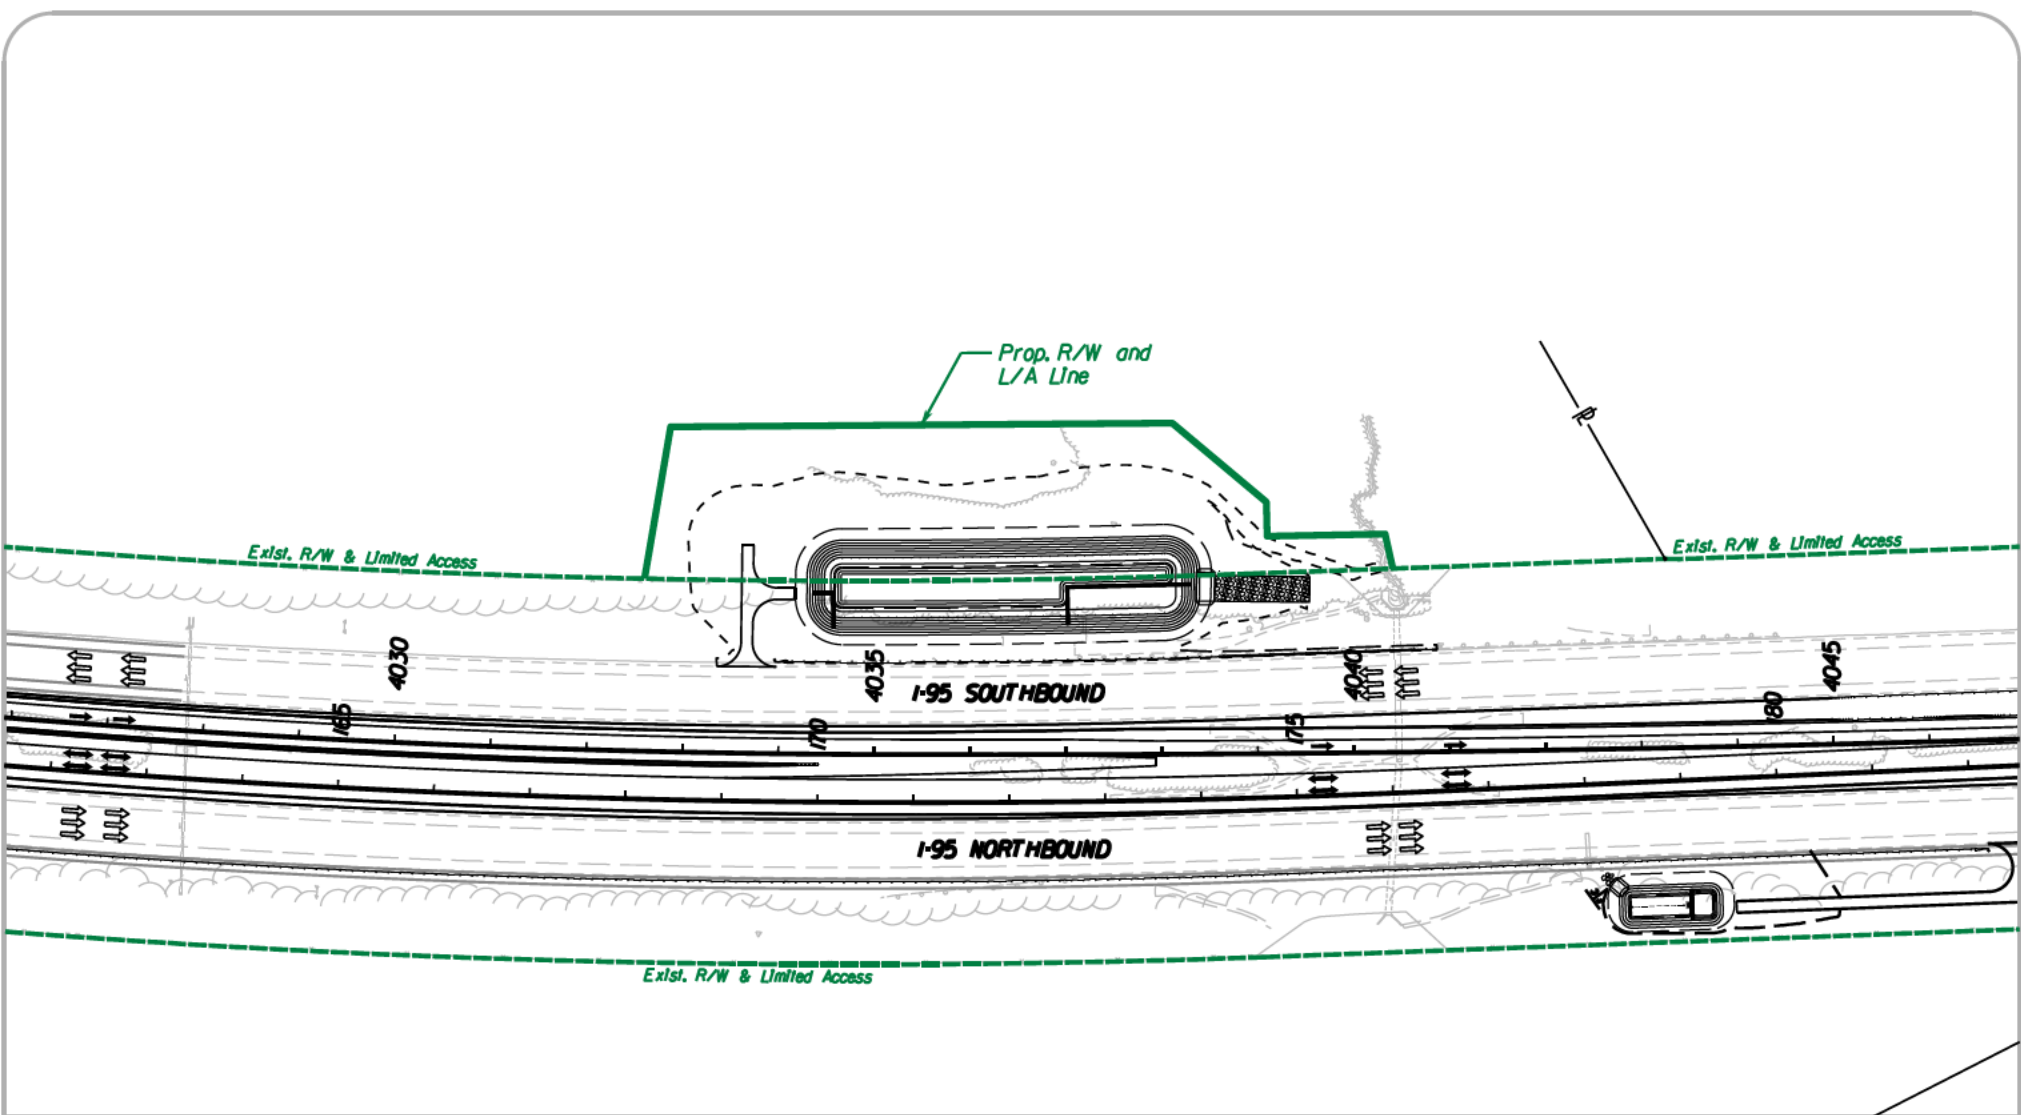 Prop. R/W and
L/A Line
Exist. R/W & Limited Access
Exist. R/W & Limited Access
4030
4035
4040
4045
I-95 SOUTHBOUND
165
170
175
180
I-95 NORTHBOUND
Exist. R/W & Limited Access